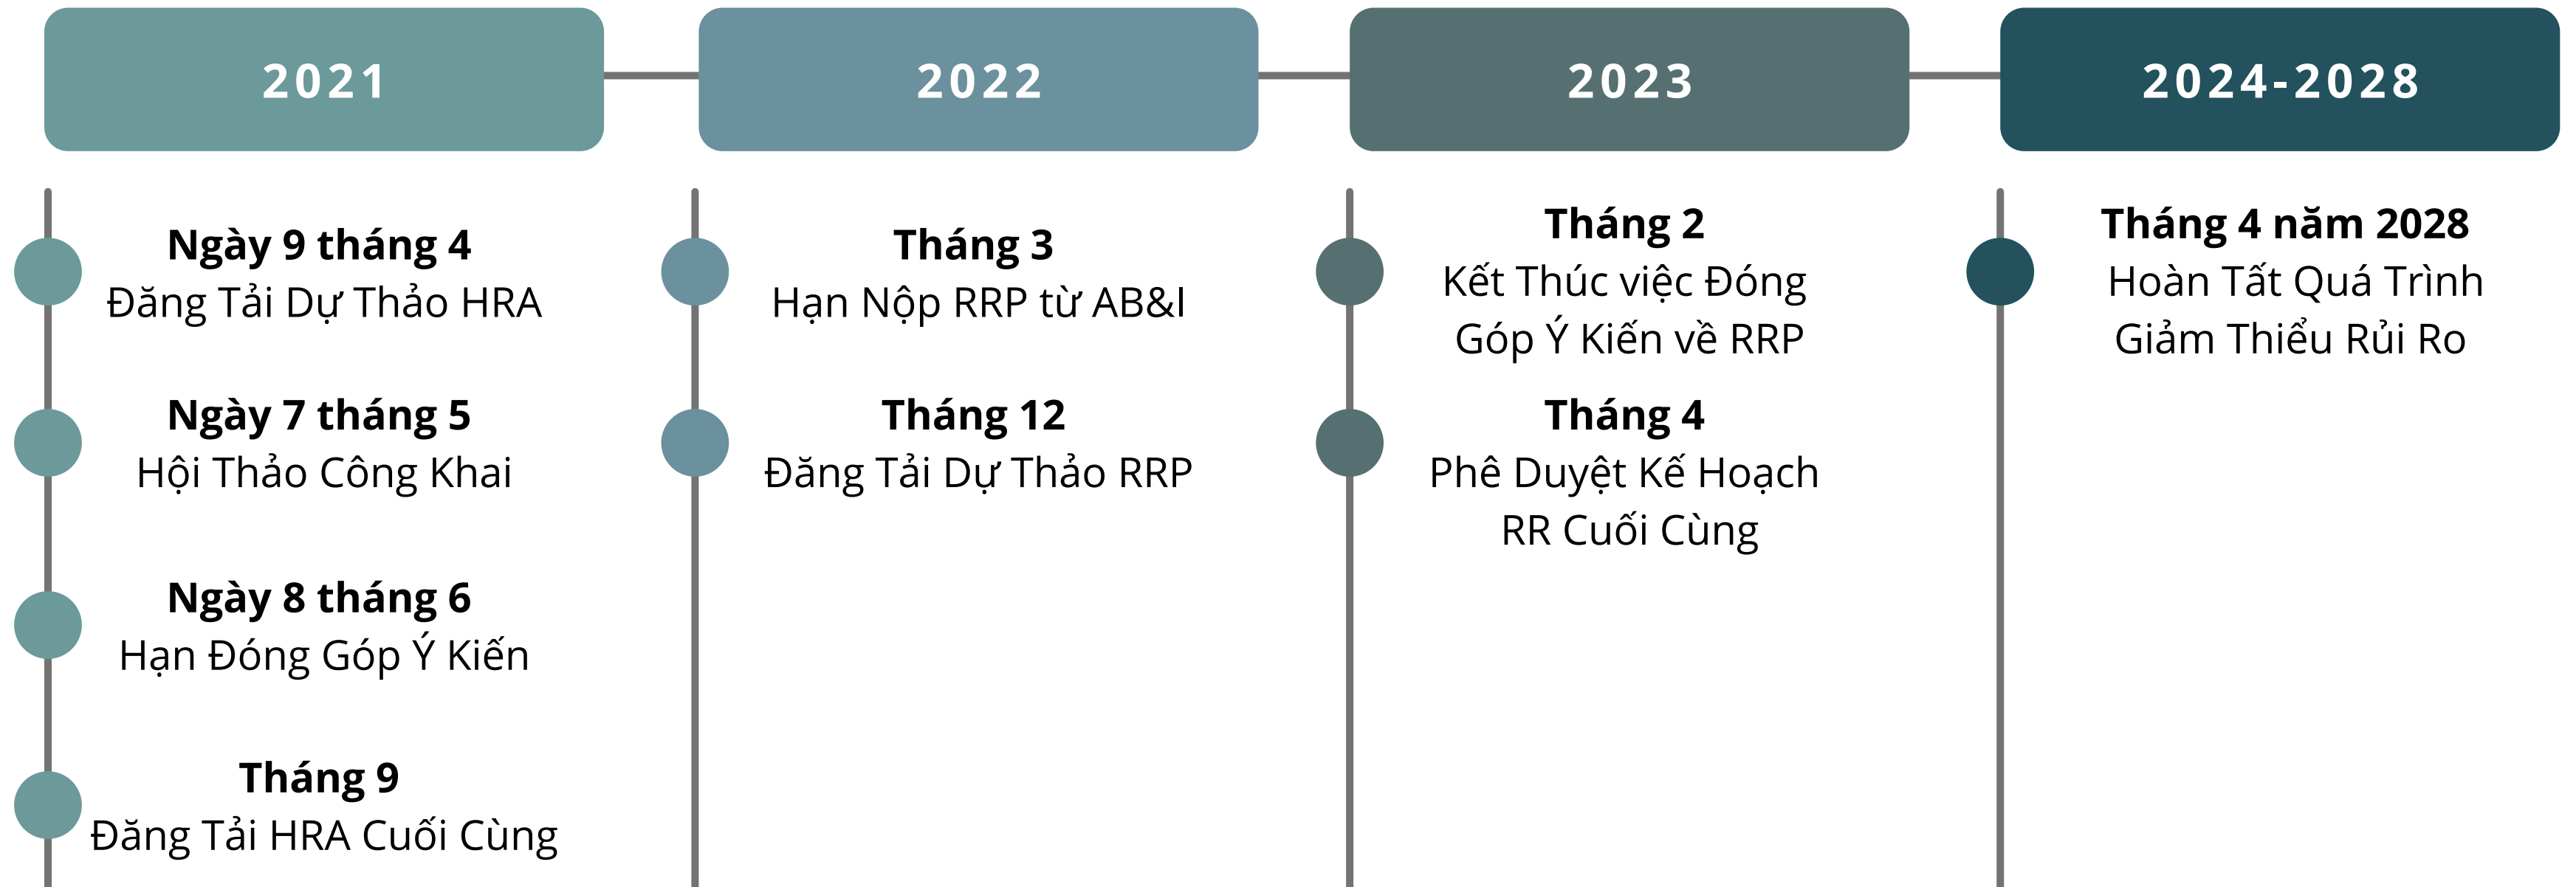 2021
Ngày 9 tháng 4
Đăng Tải Dự Thảo HRA
Ngày 7 tháng 5
Hội Thảo Công Khai
Ngày 8 tháng 6
Hạn Đóng Góp Ý Kiến
Tháng 9
Đăng Tải HRA Cuối Cùng
2022
Tháng 3
Hạn Nộp RRP từ AB&I
Tháng 12
Đăng Tải Dự Thảo RRP
2023
Tháng 2
Kết Thúc việc Đóng
Góp Ý Kiến về RRP
Tháng 4
Phê Duyệt Kế Hoạch
RR Cuối Cùng
2024-2028
Tháng 4 năm 2028
Hoàn Tất Quá Trình
Giảm Thiểu Rủi Ro